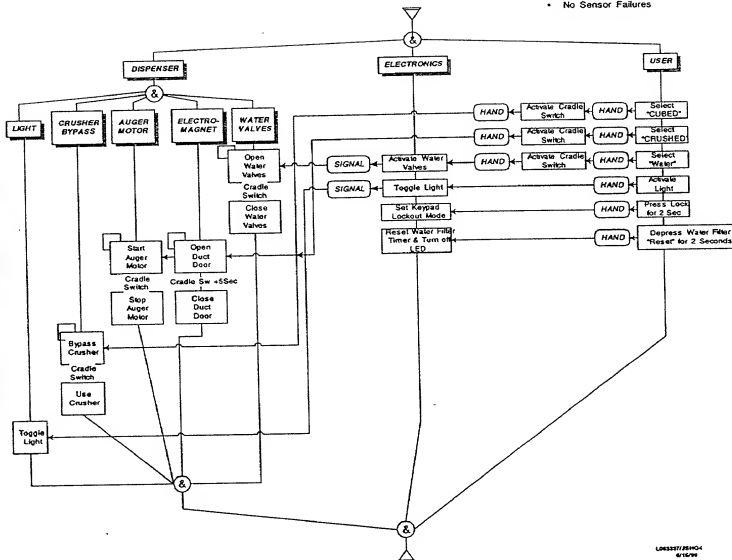 • No Sensor Failures
&
DISPENSER
ELECTRONICS
USER
&
LIGHT
CRUSHER
BYPASS
AUGER
MOTOR
ELECTRO-
MAGNET
WATER
VALVES
HAND
Activate Cradle
Switch
HAND
Select
"CUBED"
HAND
Activate Cradle
Switch
HAND
Select
"CRUSHED"
Open
Water
Valves
SIGNAL
Activate Water
Valves
HAND
Activate Cradle
Switch
HAND
Select
"Water"
Cradle
Switch
SIGNAL
Toggle Light
HAND
Activate
Light
Close
Water
Valves
Set Keypad
Lockout Mode
HAND
Press Lock
for 2 Sec
Reset Water Filter
Timer & Turn off
LED
HAND
Depress Water Filter
"Reset" for 2 Seconds
Start
Auger
Motor
Open
Duct
Door
Cradle
Switch
Cradle Sw +5Sec
Stop
Auger
Motor
Close
Duct
Door
Bypass
Crusher
Cradle
Switch
Use
Crusher
Toggle
Light
&
&
6/15/99